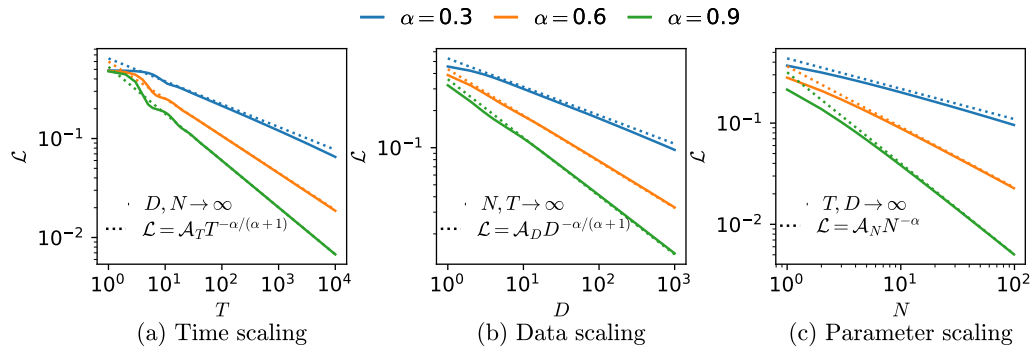 α = 0.3 α = 0.6 α = 0.9
ℒ
10⁻¹
10⁻²
D, N → ∞
ℒ = 𝒜_T T^{−α/(α+1)}
10⁰ 10¹ 10² 10³ 10⁴
T
(a) Time scaling
ℒ
10⁻¹
N, T → ∞
ℒ = 𝒜_D D^{−α/(α+1)}
10⁰ 10¹ 10² 10³
D
(b) Data scaling
ℒ
10⁻¹
10⁻²
T, D → ∞
ℒ = 𝒜_N N^{−α}
10⁰ 10¹ 10²
N
(c) Parameter scaling